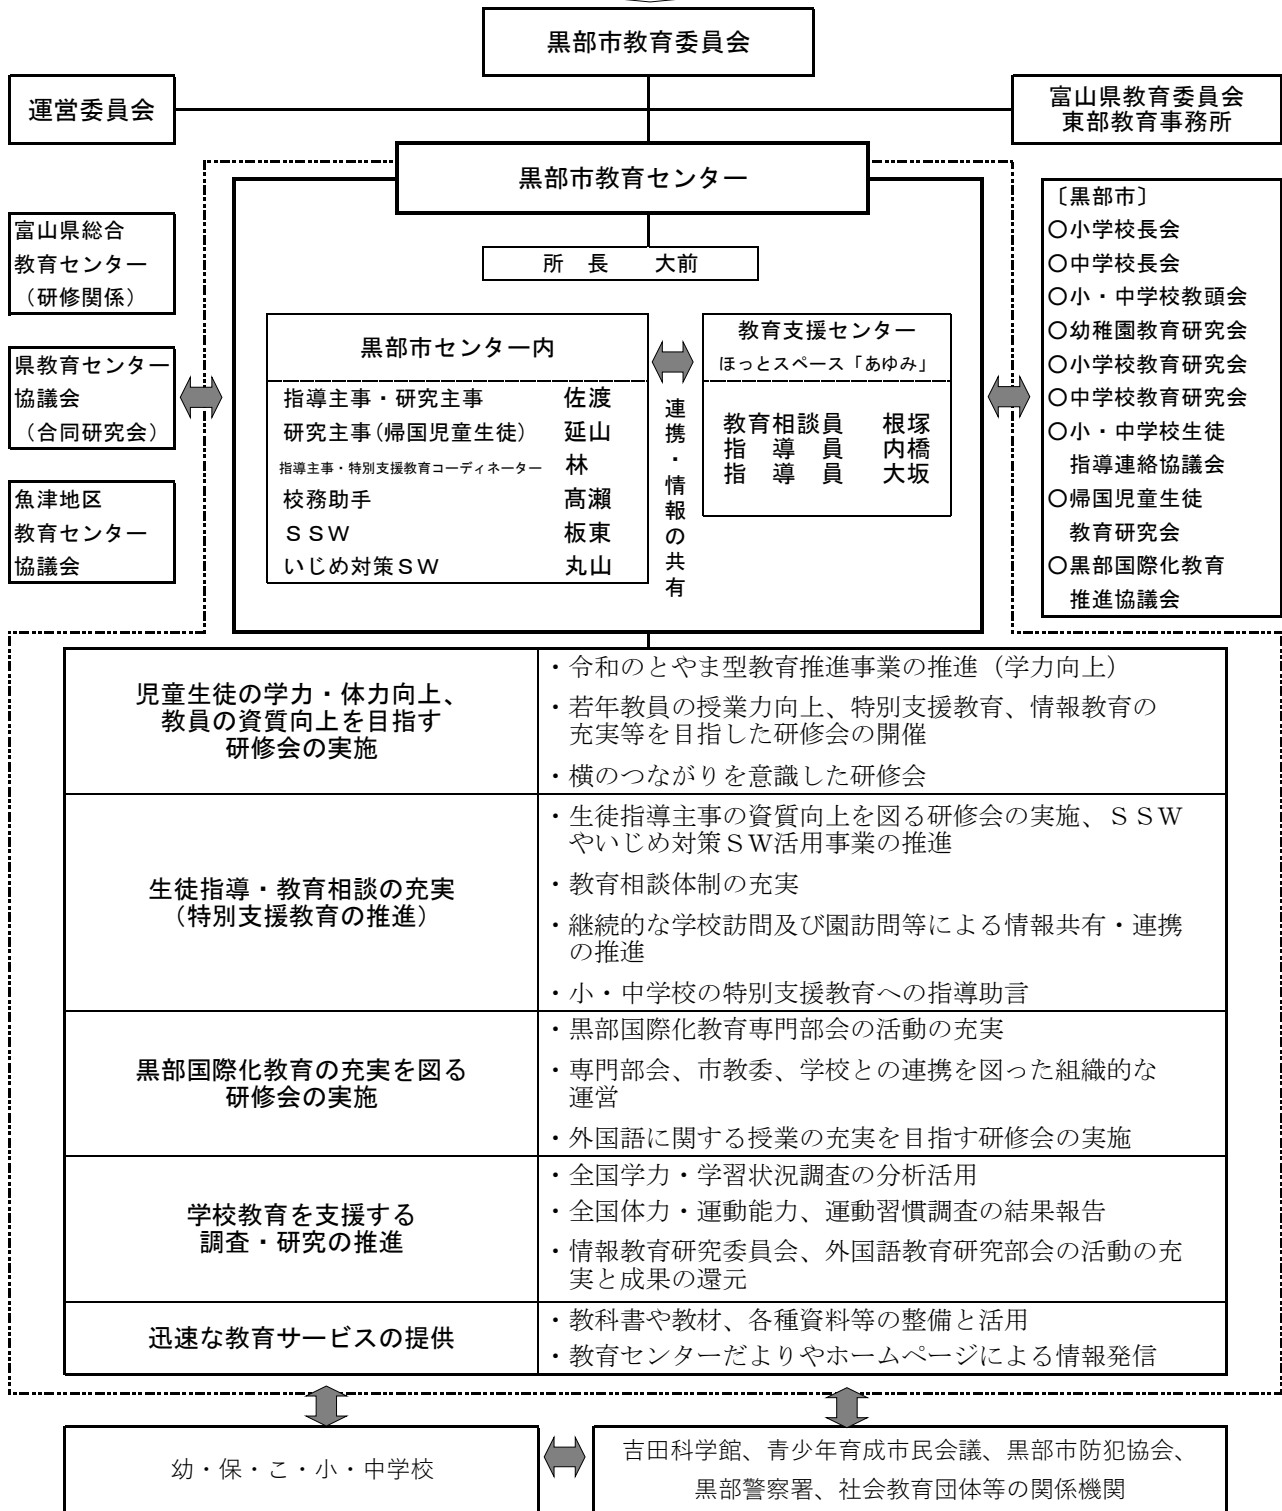 黒部市教育委員会
運営委員会
富山県教育委員会
東部教育事務所
黒部市教育センター
所　長　　大前
富山県総合
教育センター
（研修関係）
県教育センター
協議会
（合同研究会）
魚津地区
教育センター
協議会
黒部市センター内
指導主事・研究主事　佐渡
研究主事(帰国児童生徒)　延山
指導主事・特別支援教育コーディネーター　林
校務助手　髙瀬
ＳＳＷ　板東
いじめ対策ＳＷ　丸山
連携・情報の共有
教育支援センター
ほっとスペース「あゆみ」
教育相談員　根塚
指　導　員　内橋
指　導　員　大坂
〔黒部市〕
○小学校長会
○中学校長会
○小・中学校教頭会
○幼稚園教育研究会
○小学校教育研究会
○中学校教育研究会
○小・中学校生徒
指導連絡協議会
○帰国児童生徒
教育研究会
○黒部国際化教育
推進協議会
児童生徒の学力・体力向上、
教員の資質向上を目指す
研修会の実施
・令和のとやま型教育推進事業の推進（学力向上）
・若年教員の授業力向上、特別支援教育、情報教育の
充実等を目指した研修会の開催
・横のつながりを意識した研修会
生徒指導・教育相談の充実
（特別支援教育の推進）
・生徒指導主事の資質向上を図る研修会の実施、ＳＳＷ
やいじめ対策ＳＷ活用事業の推進
・教育相談体制の充実
・継続的な学校訪問及び園訪問等による情報共有・連携
の推進
・小・中学校の特別支援教育への指導助言
黒部国際化教育の充実を図る
研修会の実施
・黒部国際化教育専門部会の活動の充実
・専門部会、市教委、学校との連携を図った組織的な
運営
・外国語に関する授業の充実を目指す研修会の実施
学校教育を支援する
調査・研究の推進
・全国学力・学習状況調査の分析活用
・全国体力・運動能力、運動習慣調査の結果報告
・情報教育研究委員会、外国語教育研究部会の活動の充
実と成果の還元
迅速な教育サービスの提供
・教科書や教材、各種資料等の整備と活用
・教育センターだよりやホームページによる情報発信
幼・保・こ・小・中学校
吉田科学館、青少年育成市民会議、黒部市防犯協会、
黒部警察署、社会教育団体等の関係機関